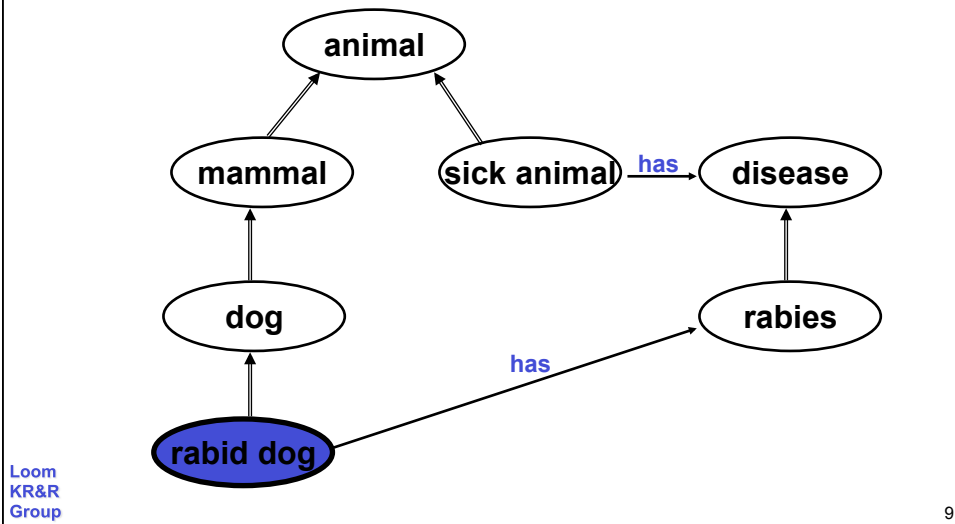 animal
mammal
sick animal
has
disease
dog
rabies
has
rabid dog
Loom
KR&R
Group
9